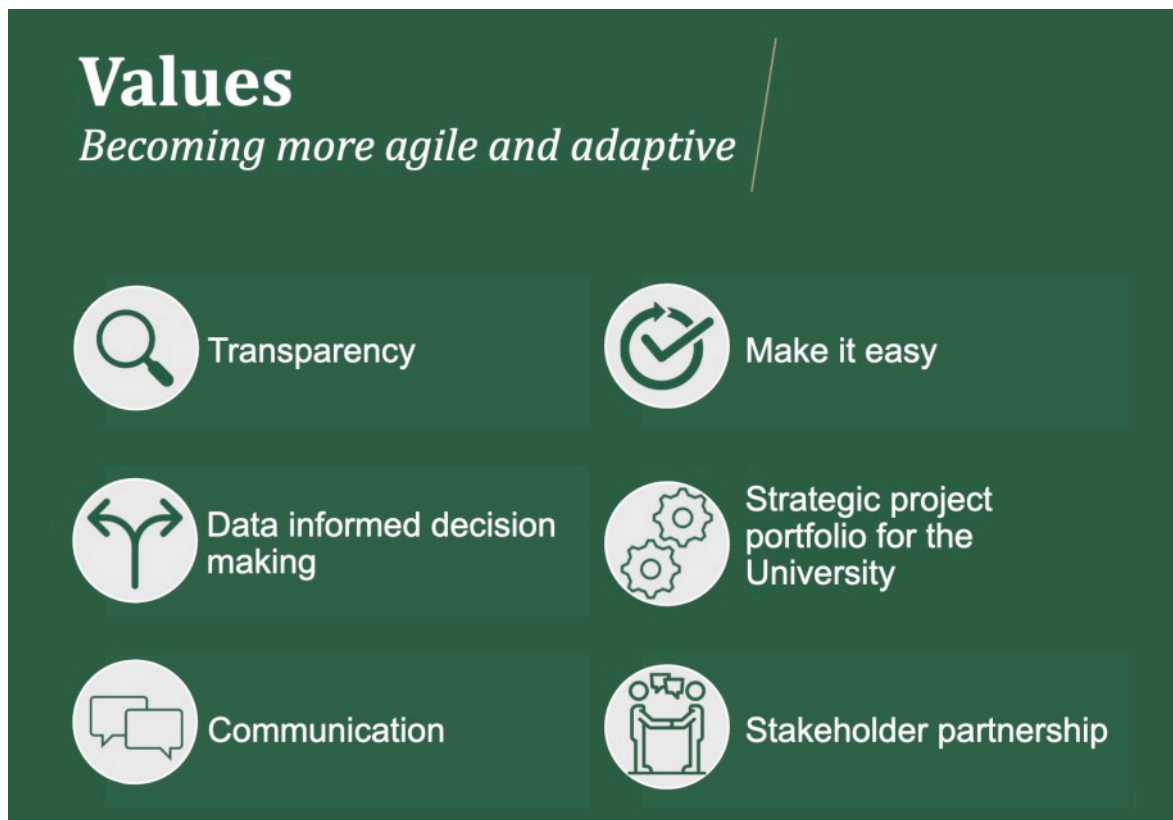 Values
Becoming more agile and adaptive
Transparency
Make it easy
Data informed decision
making
Strategic project
portfolio for the
University
Communication
Stakeholder partnership